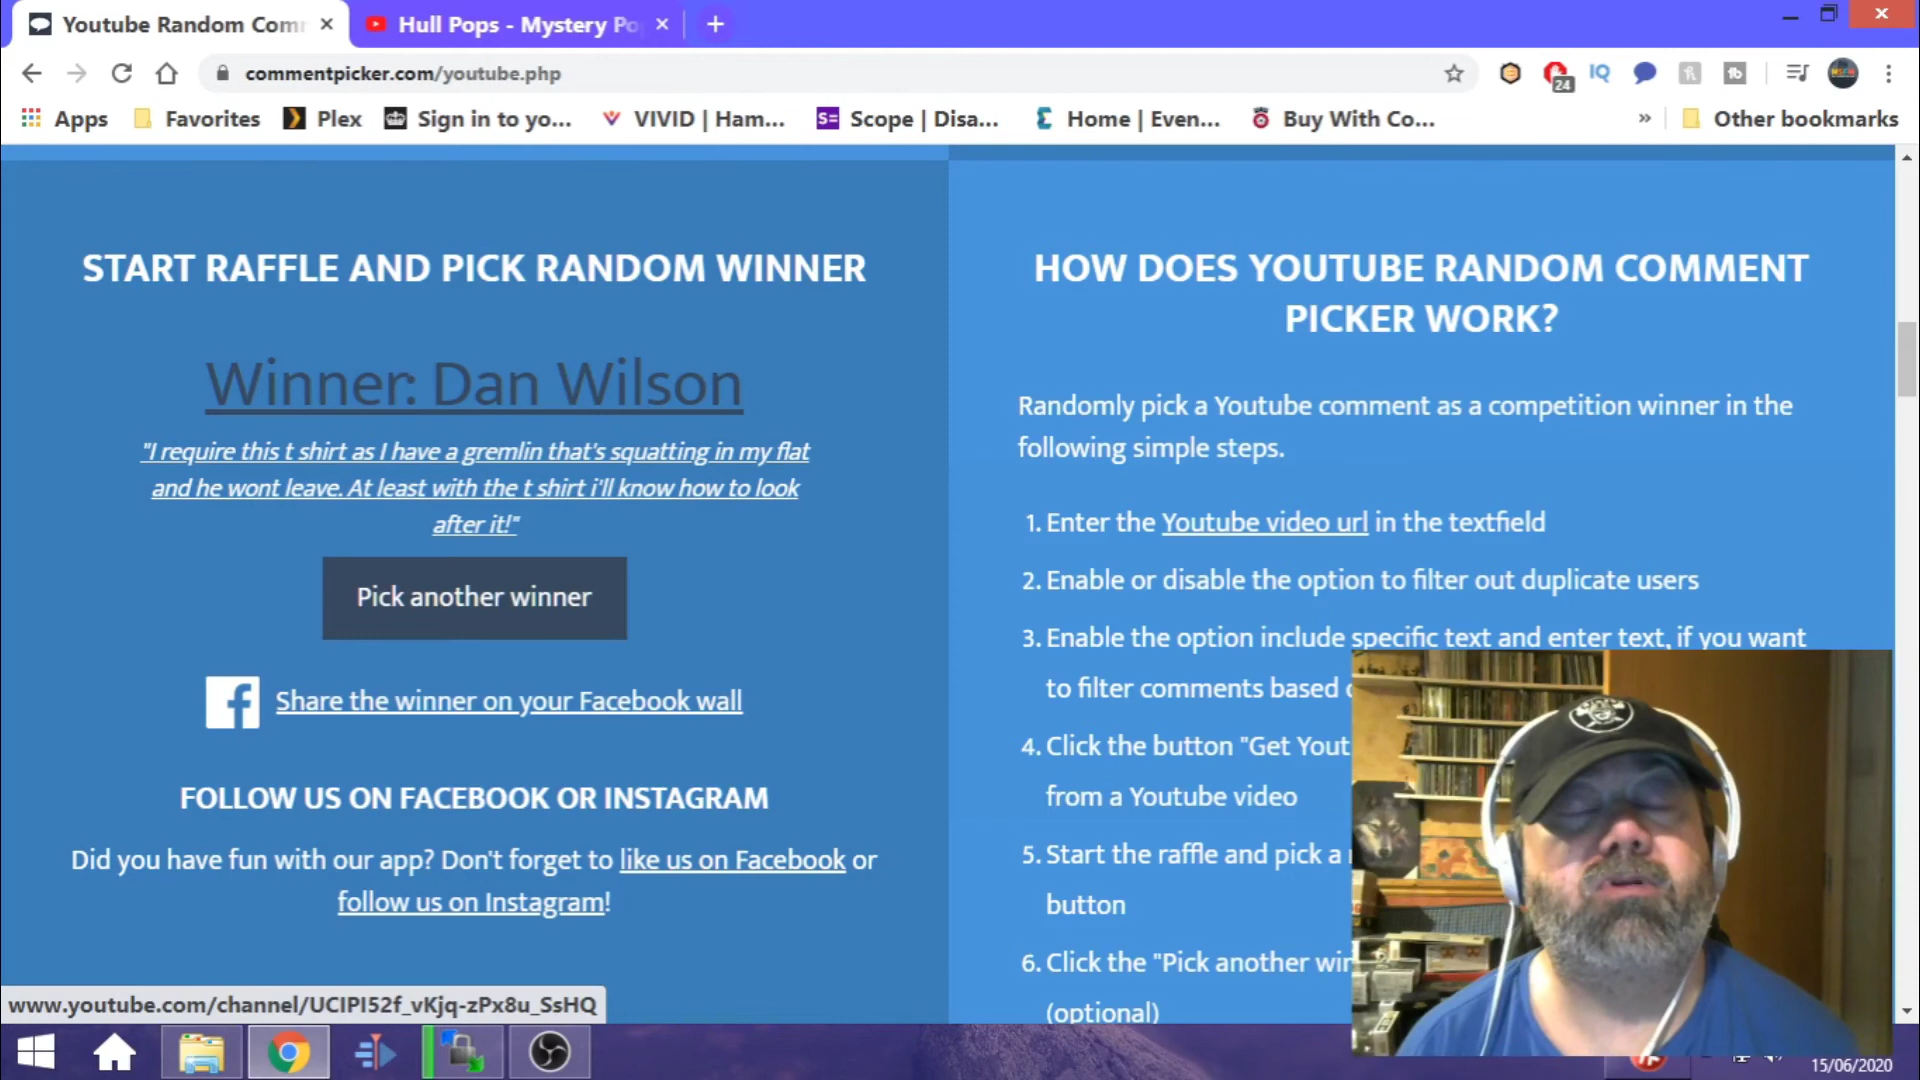 Youtube Random Com
Hull Pops - Mystery Po
commentpicker.com/youtube.php
IQ
24
Apps
Favorites
Plex
Sign in to yo...
VIVID | Ham...
Scope | Disa...
Home | Even...
Buy With Co...
»
Other bookmarks
START RAFFLE AND PICK RANDOM WINNER
Winner: Dan Wilson
"I require this t shirt as I have a gremlin that's squatting in my flat
and he wont leave. At least with the t shirt i'll know how to look
after it!"
Pick another winner
Share the winner on your Facebook wall
FOLLOW US ON FACEBOOK OR INSTAGRAM
Did you have fun with our app? Don't forget to like us on Facebook or
follow us on Instagram!
HOW DOES YOUTUBE RANDOM COMMENT
PICKER WORK?
Randomly pick a Youtube comment as a competition winner in the
following simple steps.
1. Enter the Youtube video url in the textfield
2. Enable or disable the option to filter out duplicate users
3. Enable the option include specific text and enter text, if you want
to filter comments based
4. Click the button "Get Yout
from a Youtube video
5. Start the raffle and pick a
button
6. Click the "Pick another win
(optional)
www.youtube.com/channel/UCIPI52f_vKjq-zPx8u_SsHQ
15/06/2020